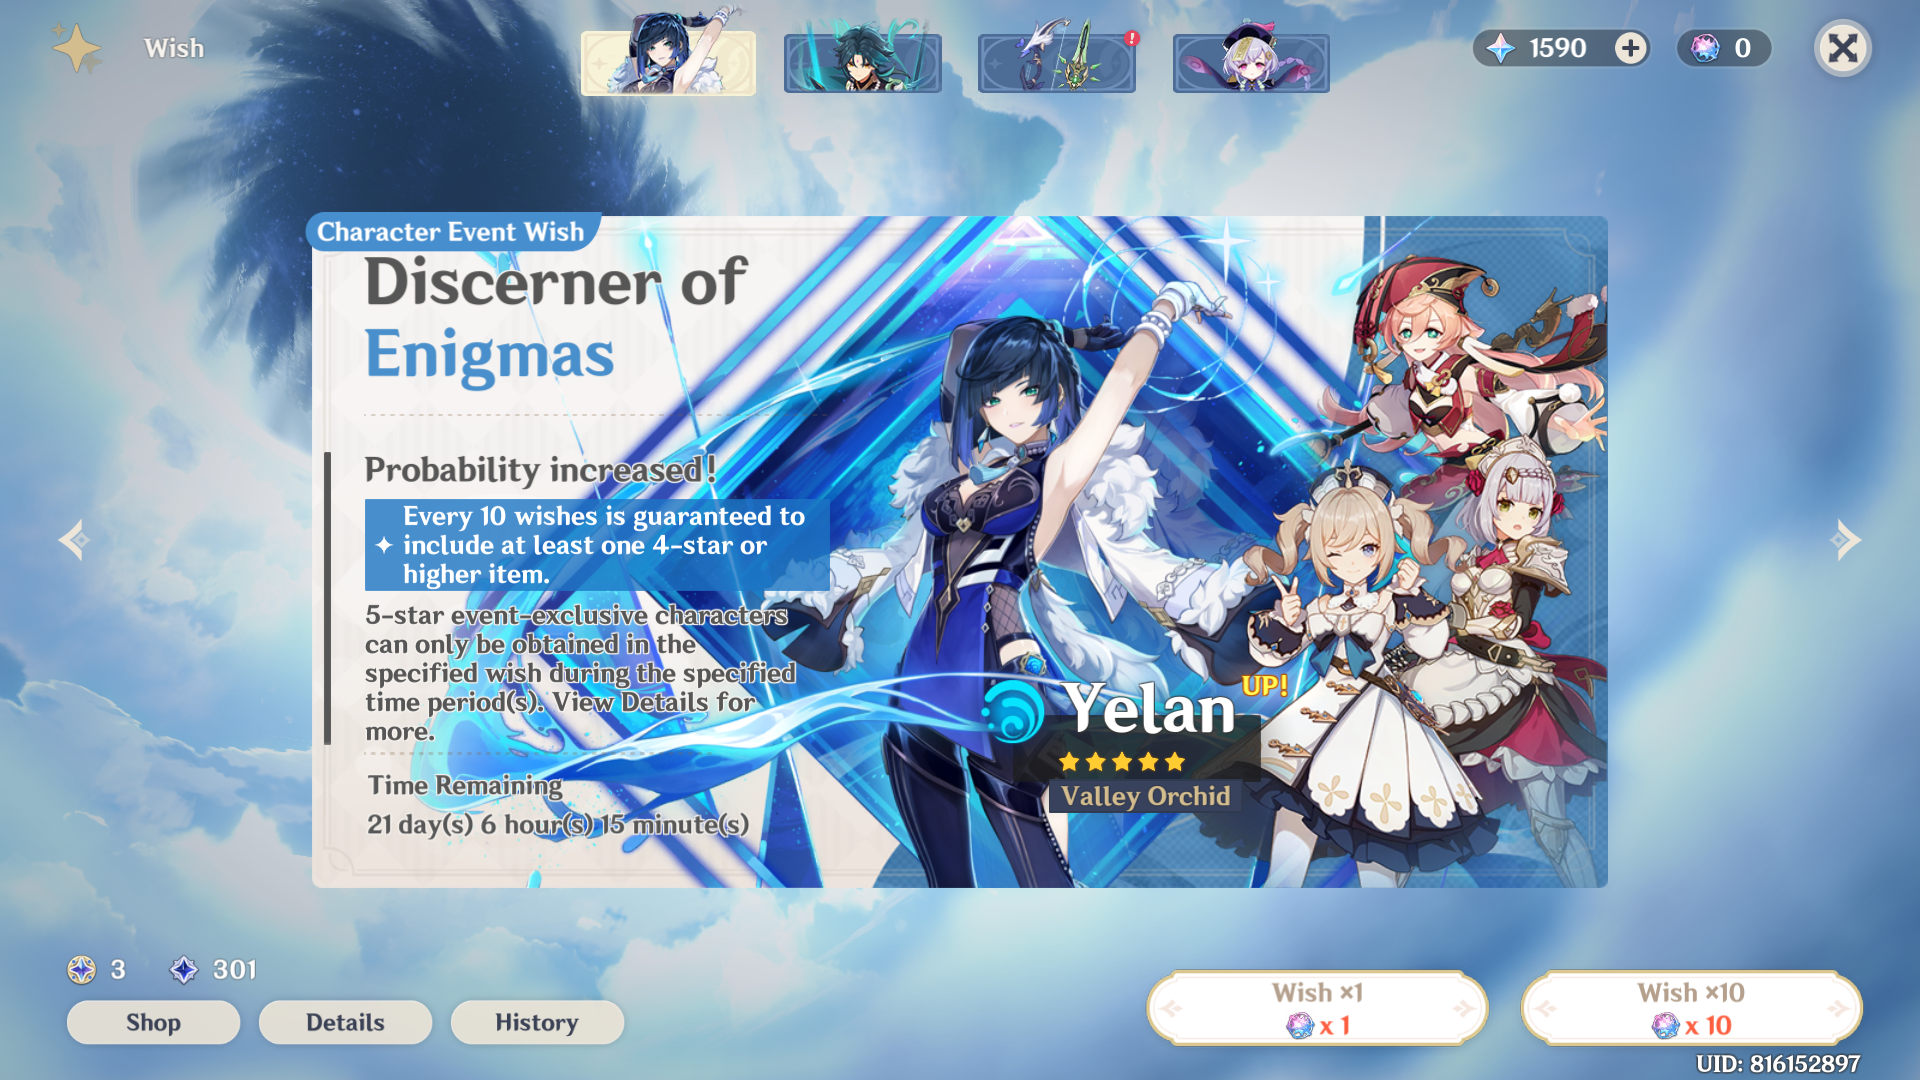 Wish
!
1590
0
Character Event Wish
Discerner of
Enigmas
Probability increased!
Every 10 wishes is guaranteed to
include at least one 4-star or
higher item.
5-star event-exclusive characters
can only be obtained in the
specified wish during the specified
time period(s). View Details for
more.
Time Remaining
21 day(s) 6 hour(s) 15 minute(s)
UP!
Yelan
Valley Orchid
3
301
Shop
Details
History
Wish ×1
x 1
Wish ×10
x 10
UID: 816152897